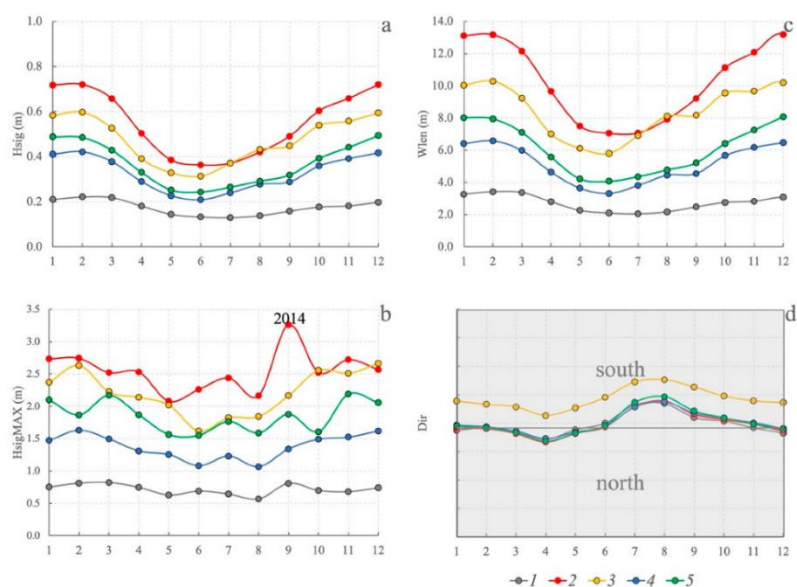 a
1.0
0.8
0.6
0.4
0.2
0.0
Hsig (m)
1 2 3 4 5 6 7 8 9 10 11 12
c
14.0
12.0
10.0
8.0
6.0
4.0
2.0
0.0
Wlen (m)
1 2 3 4 5 6 7 8 9 10 11 12
b
3.5
3.0
2.5
2.0
1.5
1.0
0.5
0.0
HsigMAX (m)
2014
1 2 3 4 5 6 7 8 9 10 11 12
d
south
Dir
north
1 2 3 4 5 6 7 8 9 10 11 12
1 2 3 4 5